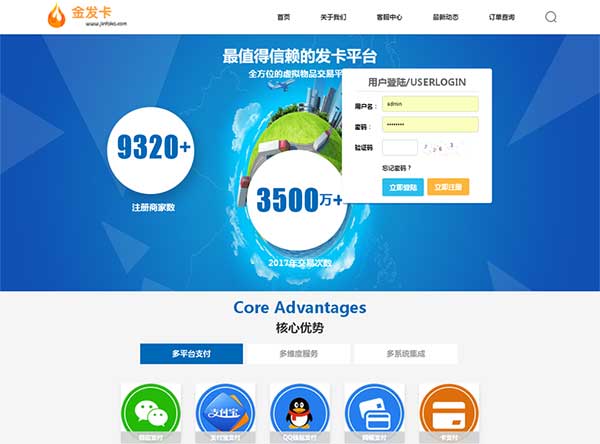 金发卡
www.jinfaka.com
首页 关于我们 客服中心 最新动态 订单查询
最值得信赖的发卡平台
全方位的虚拟物品交易平
用户登陆/USERLOGIN
用户名： admin
密码： ••••••••
验证码
忘记密码？
立即登陆 立即注册
9320+
注册商家数
3500万+
2017年交易次数
Core Advantages
核心优势
多平台支付 多维度服务 多系统集成
支付宝
微信支付 支付宝支付 QQ钱包支付 网银支付 卡支付